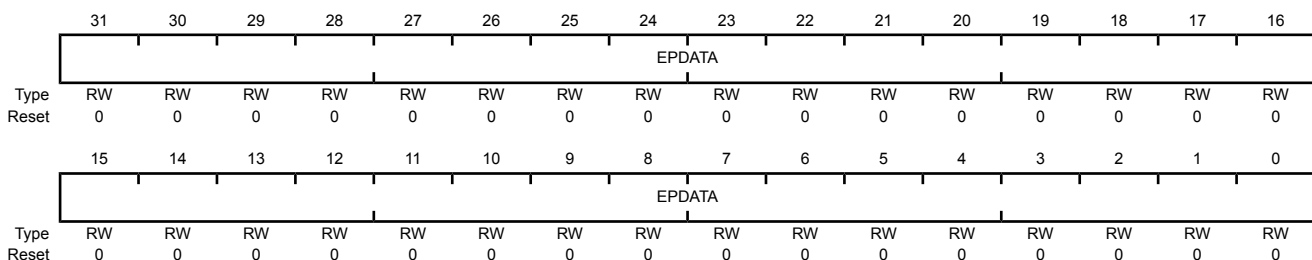 31 30 29 28 27 26 25 24 23 22 21 20 19 18 17 16
EPDATA
Type RW RW RW RW RW RW RW RW RW RW RW RW RW RW RW RW
Reset 0 0 0 0 0 0 0 0 0 0 0 0 0 0 0 0
15 14 13 12 11 10 9 8 7 6 5 4 3 2 1 0
EPDATA
Type RW RW RW RW RW RW RW RW RW RW RW RW RW RW RW RW
Reset 0 0 0 0 0 0 0 0 0 0 0 0 0 0 0 0